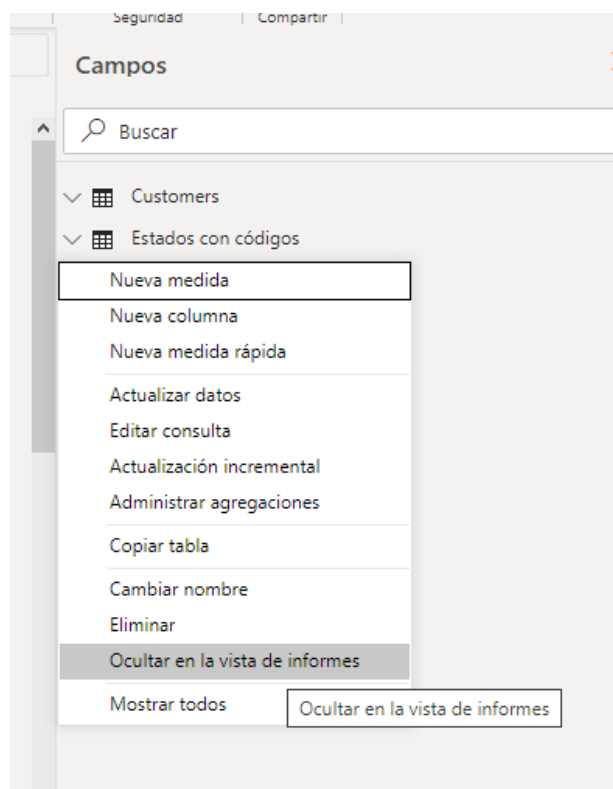 Seguridad Compartir
Campos
Buscar
Customers
Estados con códigos
Nueva medida
Nueva columna
Nueva medida rápida
Actualizar datos
Editar consulta
Actualización incremental
Administrar agregaciones
Copiar tabla
Cambiar nombre
Eliminar
Ocultar en la vista de informes
Mostrar todos
Ocultar en la vista de informes